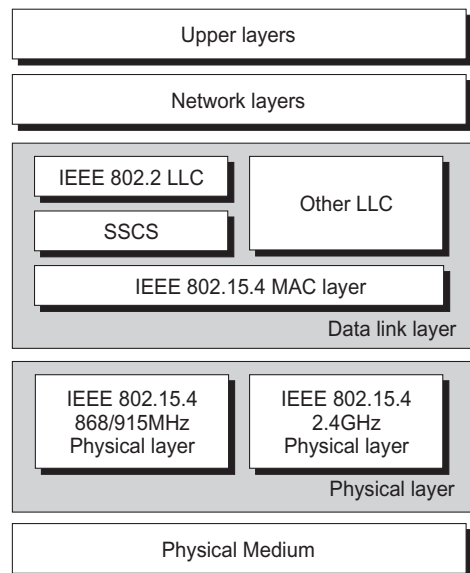 Upper layers
Network layers
IEEE 802.2 LLC
SSCS
Other LLC
IEEE 802.15.4 MAC layer
Data link layer
IEEE 802.15.4
868/915MHz
Physical layer
IEEE 802.15.4
2.4GHz
Physical layer
Physical layer
Physical Medium